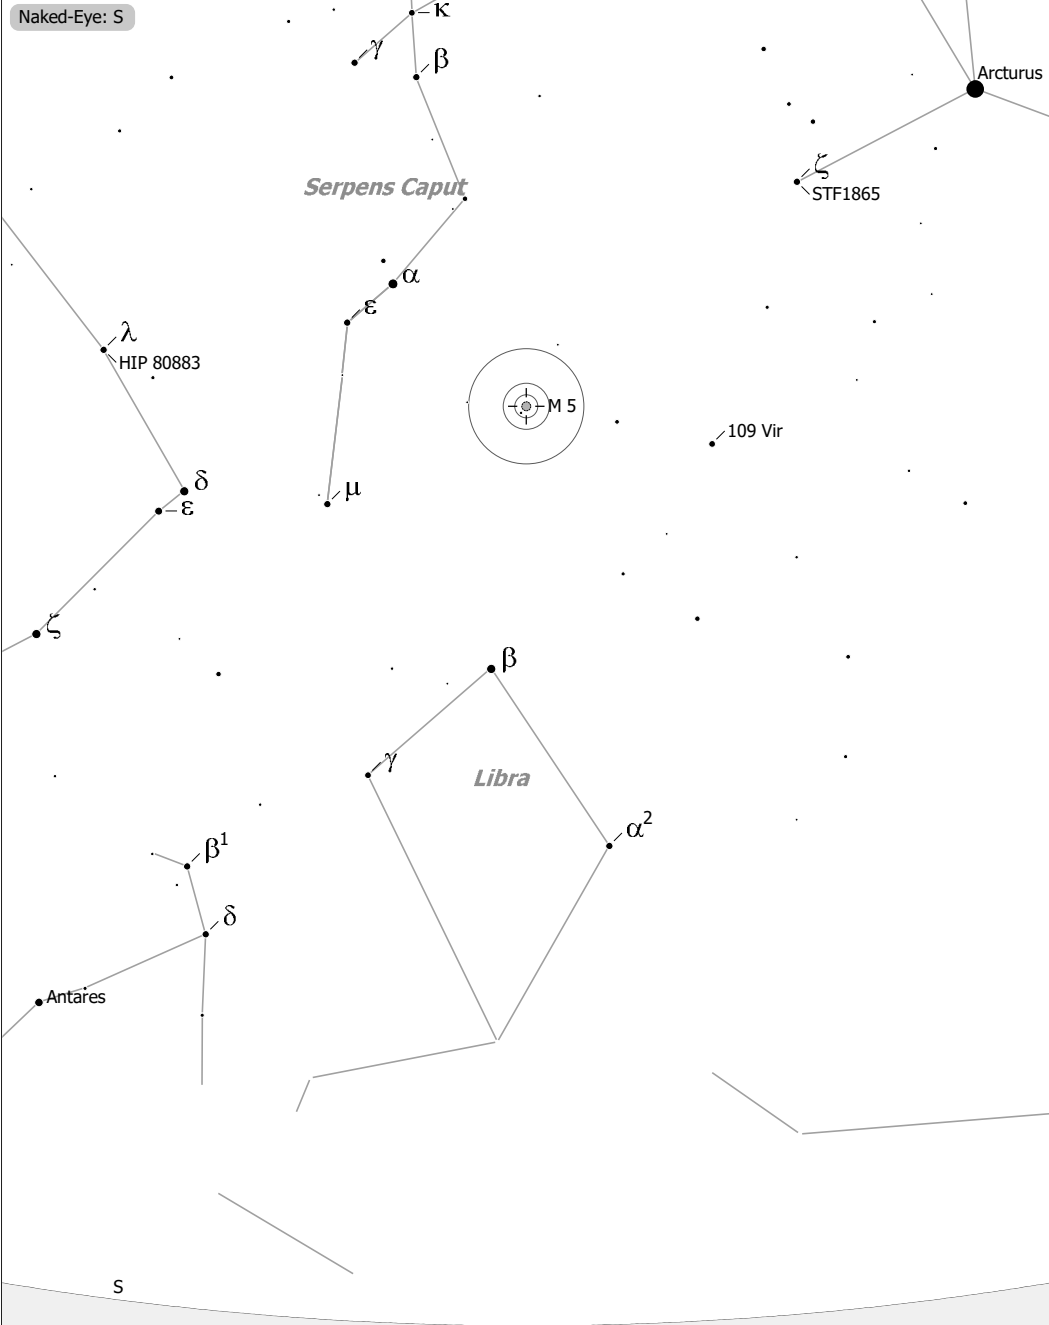 Naked-Eye: S
κ
γ
β
Arcturus
ζ
STF1865
Serpens Caput
α
ε
λ
HIP 80883
M 5
109 Vir
δ
μ
ε
ζ
β
γ
Libra
α²
β¹
δ
Antares
S